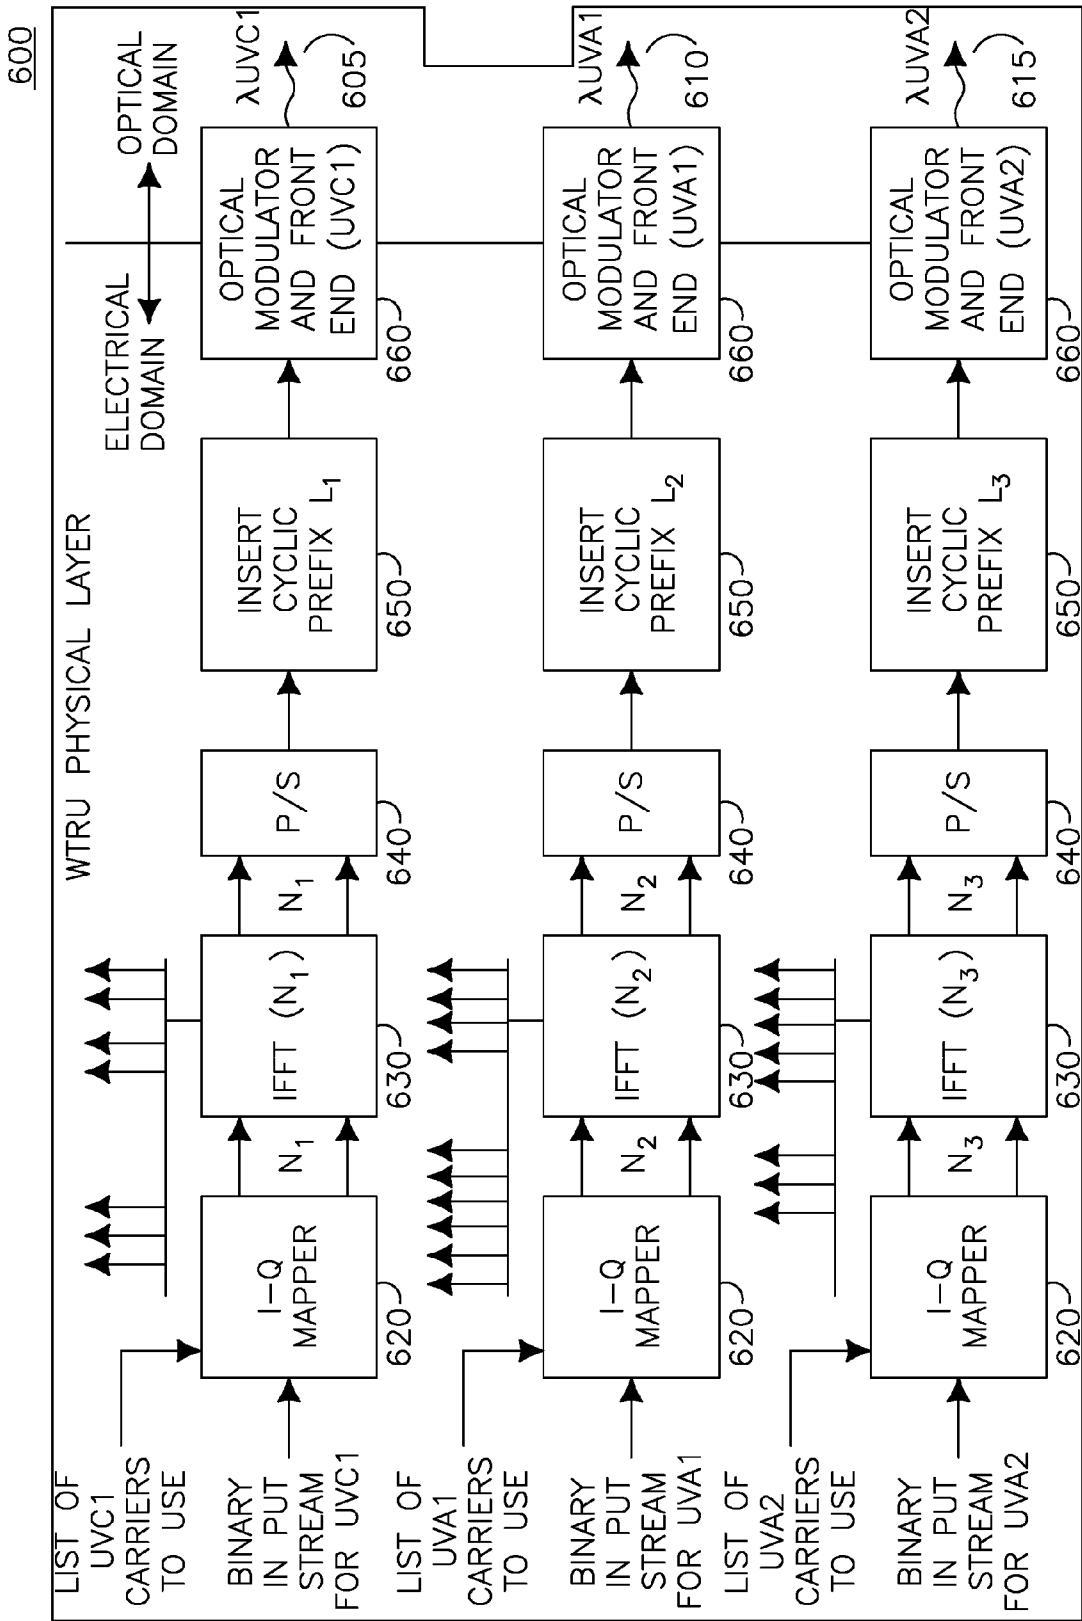 600
WTRU PHYSICAL LAYER
ELECTRICAL
DOMAIN
OPTICAL
DOMAIN
LIST OF
UVC1
CARRIERS
TO USE
BINARY
IN PUT
STREAM
FOR UVC1
I-Q
MAPPER
620
N1
IFFT (N1)
630
N1
P/S
640
INSERT
CYCLIC
PREFIX L1
650
OPTICAL
MODULATOR
AND FRONT
END (UVC1)
660
λUVC1
605
LIST OF
UVA1
CARRIERS
TO USE
BINARY
IN PUT
STREAM
FOR UVA1
I-Q
MAPPER
620
N2
IFFT (N2)
630
N2
P/S
640
INSERT
CYCLIC
PREFIX L2
650
OPTICAL
MODULATOR
AND FRONT
END (UVA1)
660
λUVA1
610
LIST OF
UVA2
CARRIERS
TO USE
BINARY
IN PUT
STREAM
FOR UVA2
I-Q
MAPPER
620
N3
IFFT (N3)
630
N3
P/S
640
INSERT
CYCLIC
PREFIX L3
650
OPTICAL
MODULATOR
AND FRONT
END (UVA2)
660
λUVA2
615